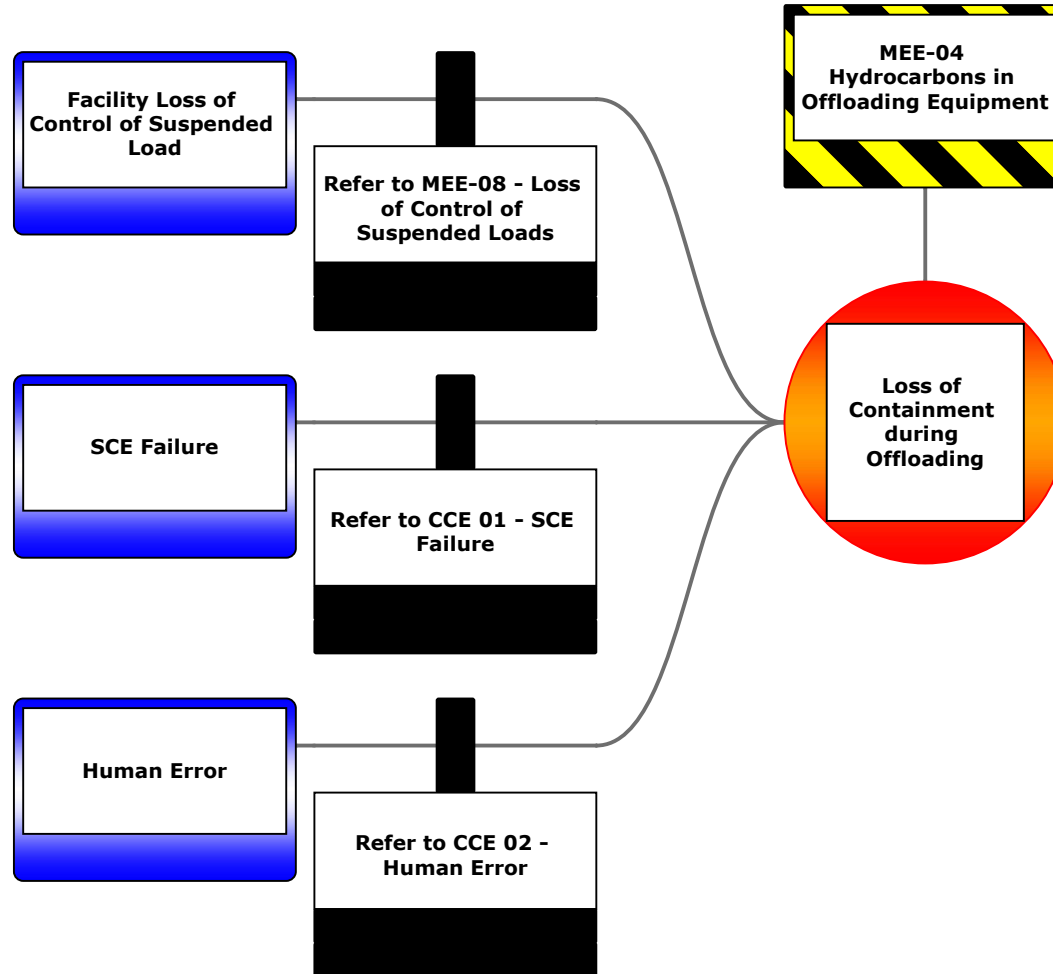 Facility Loss of
Control of Suspended
Load
Refer to MEE-08 - Loss
of Control of
Suspended Loads
MEE-04
Hydrocarbons in
Offloading Equipment
SCE Failure
Refer to CCE 01 - SCE
Failure
Loss of
Containment
during
Offloading
Human Error
Refer to CCE 02 -
Human Error